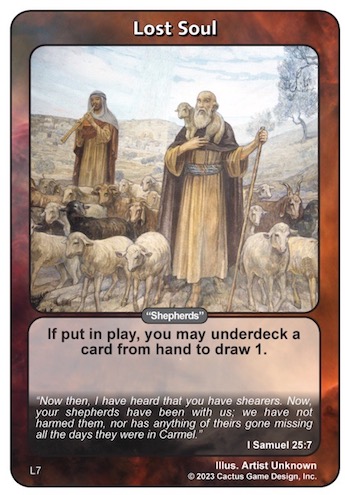 Lost Soul
"Shepherds"
If put in play, you may underdeck a
card from hand to draw 1.
"Now then, I have heard that you have shearers. Now,
your shepherds have been with us; we have not
harmed them, nor has anything of theirs gone missing
all the days they were in Carmel."
I Samuel 25:7
L7
Illus. Artist Unknown
© 2023 Cactus Game Design, Inc.